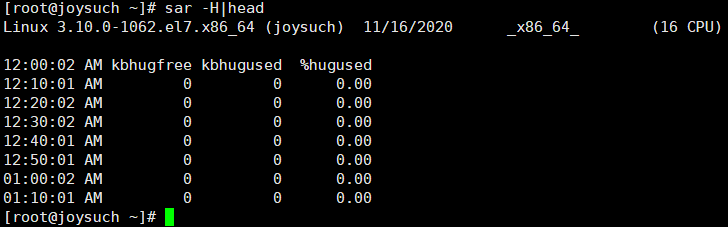 [root@joysuch ~]# sar -H|head
Linux 3.10.0-1062.el7.x86_64 (joysuch) 11/16/2020 _x86_64_ (16 CPU)
12:00:02 AM kbhugfree kbhugused %hugused
12:10:01 AM 0 0 0.00
12:20:02 AM 0 0 0.00
12:30:02 AM 0 0 0.00
12:40:01 AM 0 0 0.00
12:50:01 AM 0 0 0.00
01:00:02 AM 0 0 0.00
01:10:01 AM 0 0 0.00
[root@joysuch ~]#